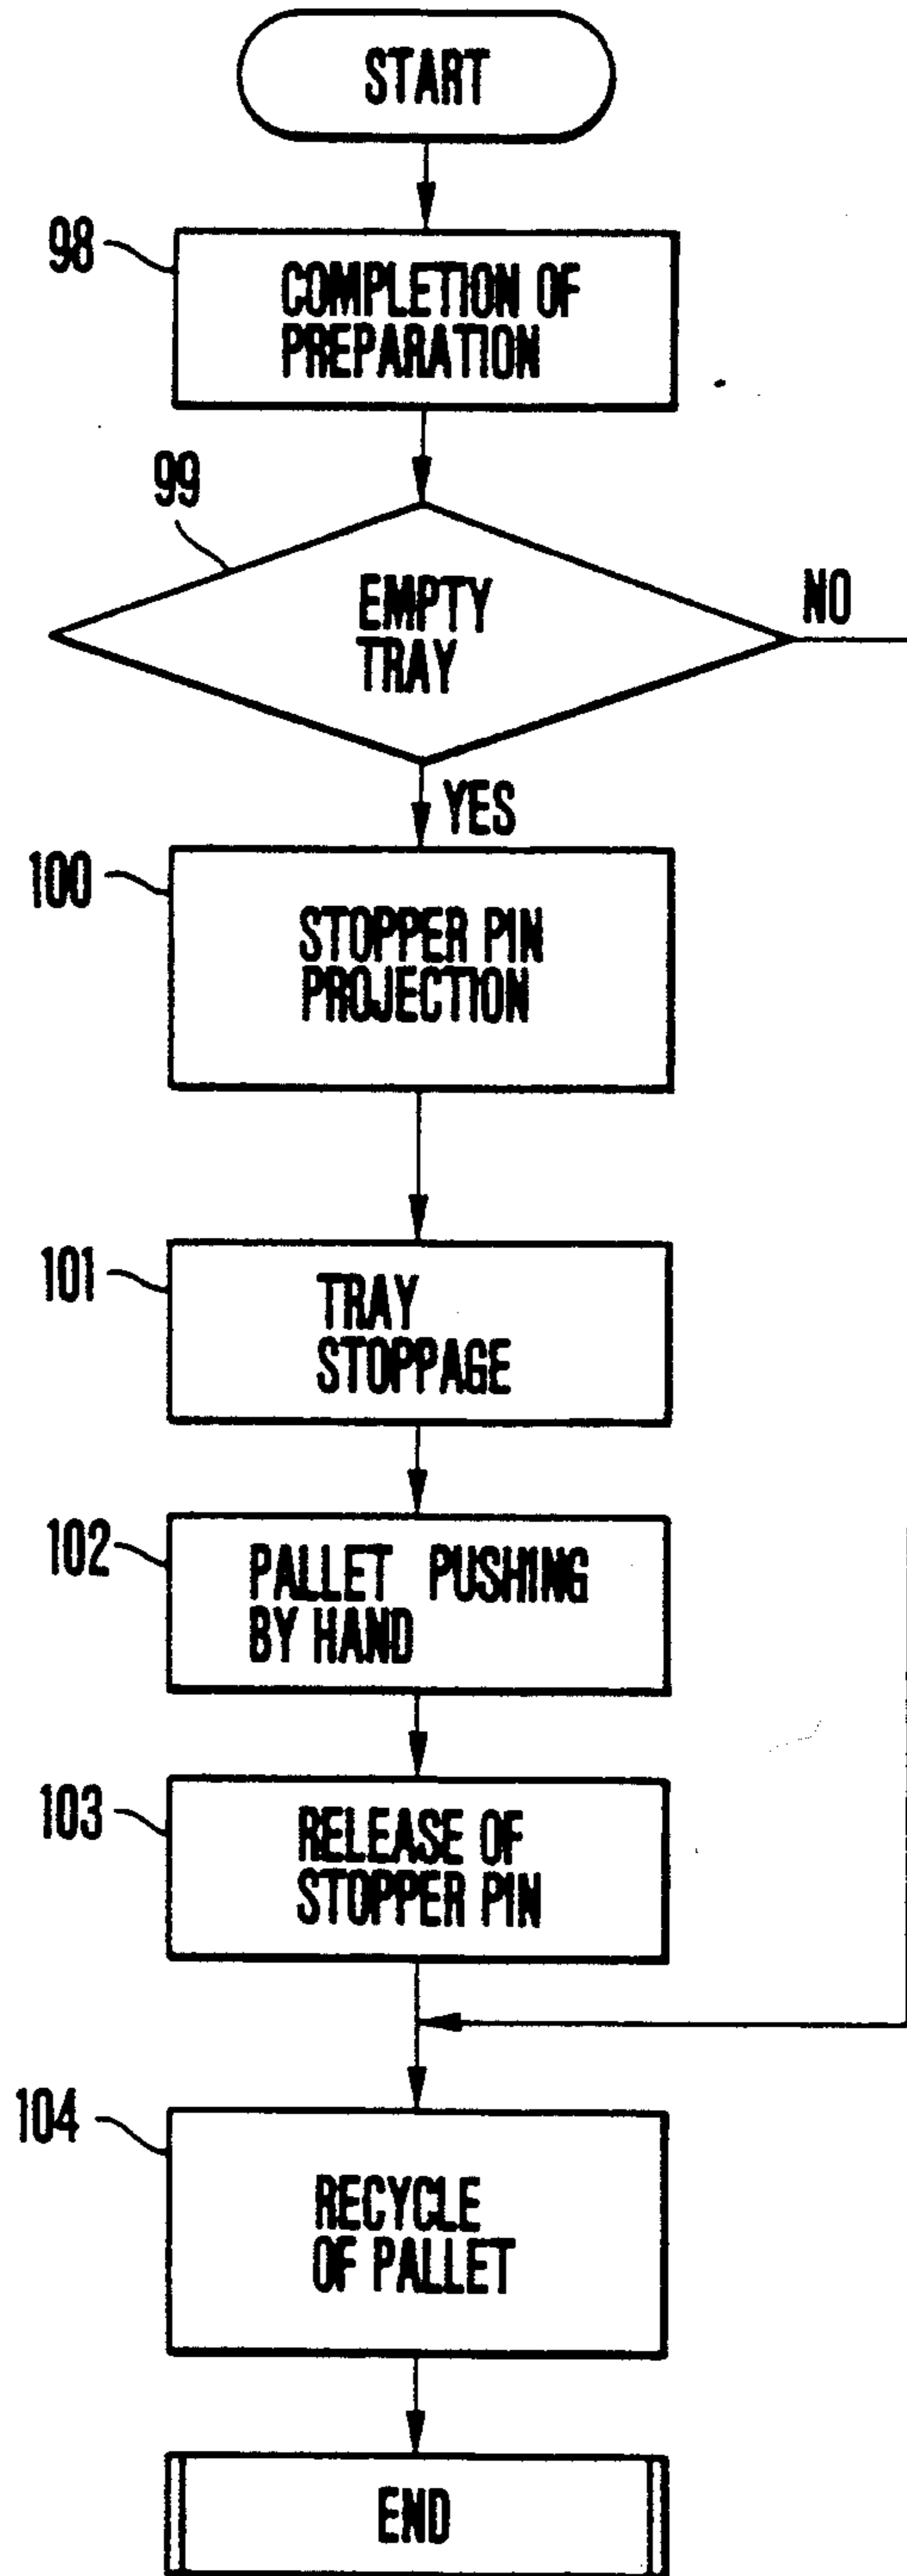 START
98
COMPLETION OF
PREPARATION
99
EMPTY
TRAY
NO
YES
100
STOPPER PIN
PROJECTION
101
TRAY
STOPPAGE
102
PALLET PUSHING
BY HAND
103
RELEASE OF
STOPPER PIN
104
RECYCLE
OF PALLET
END